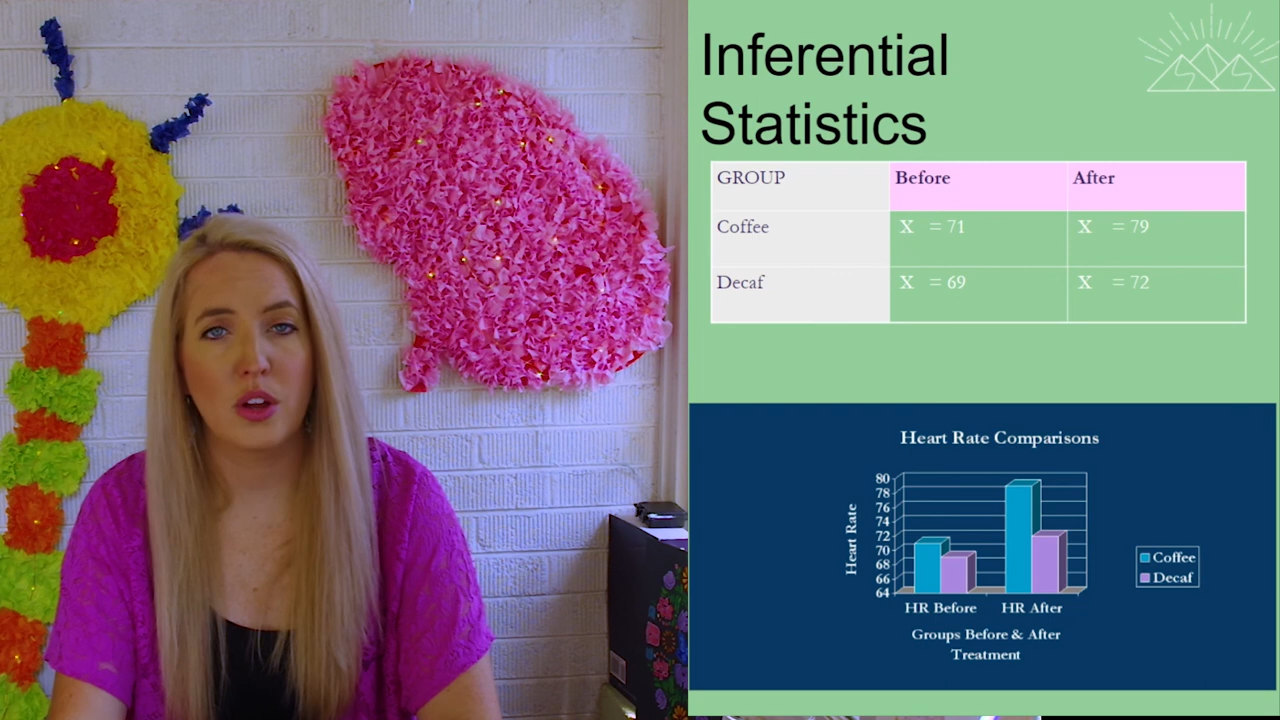 Inferential
Statistics
GROUP Before After
Coffee X = 71 X = 79
Decaf X = 69 X = 72
Heart Rate Comparisons
80
78
76
74
72
70
68
66
64
Heart Rate
HR Before HR After
Groups Before & After
Treatment
Coffee
Decaf